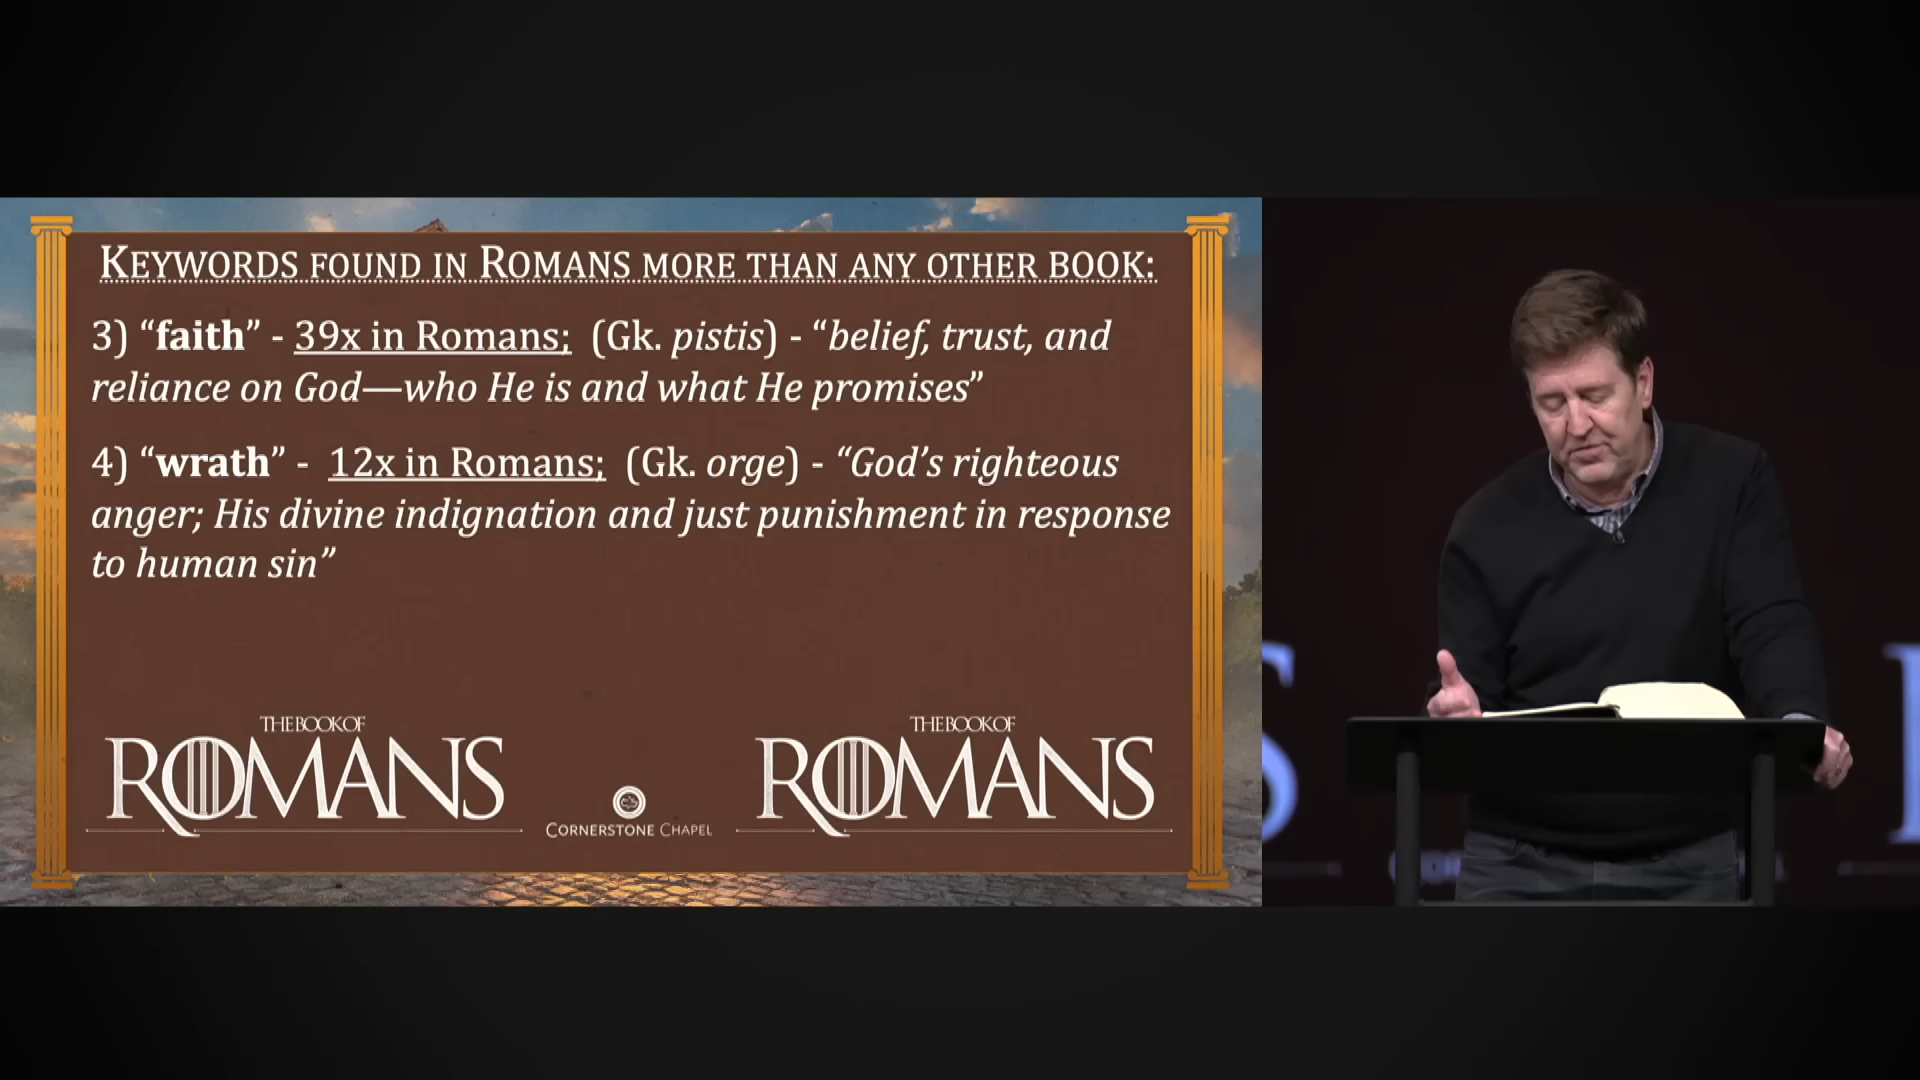 KEYWORDS FOUND IN ROMANS MORE THAN ANY OTHER BOOK:
3) “faith” - 39x in Romans; (Gk. pistis) - “belief, trust, and
reliance on God—who He is and what He promises”
4) “wrath” - 12x in Romans; (Gk. orge) - “God’s righteous
anger; His divine indignation and just punishment in response
to human sin”
THE BOOK OF
ROMANS
CORNERSTONE CHAPEL
THE BOOK OF
ROMANS